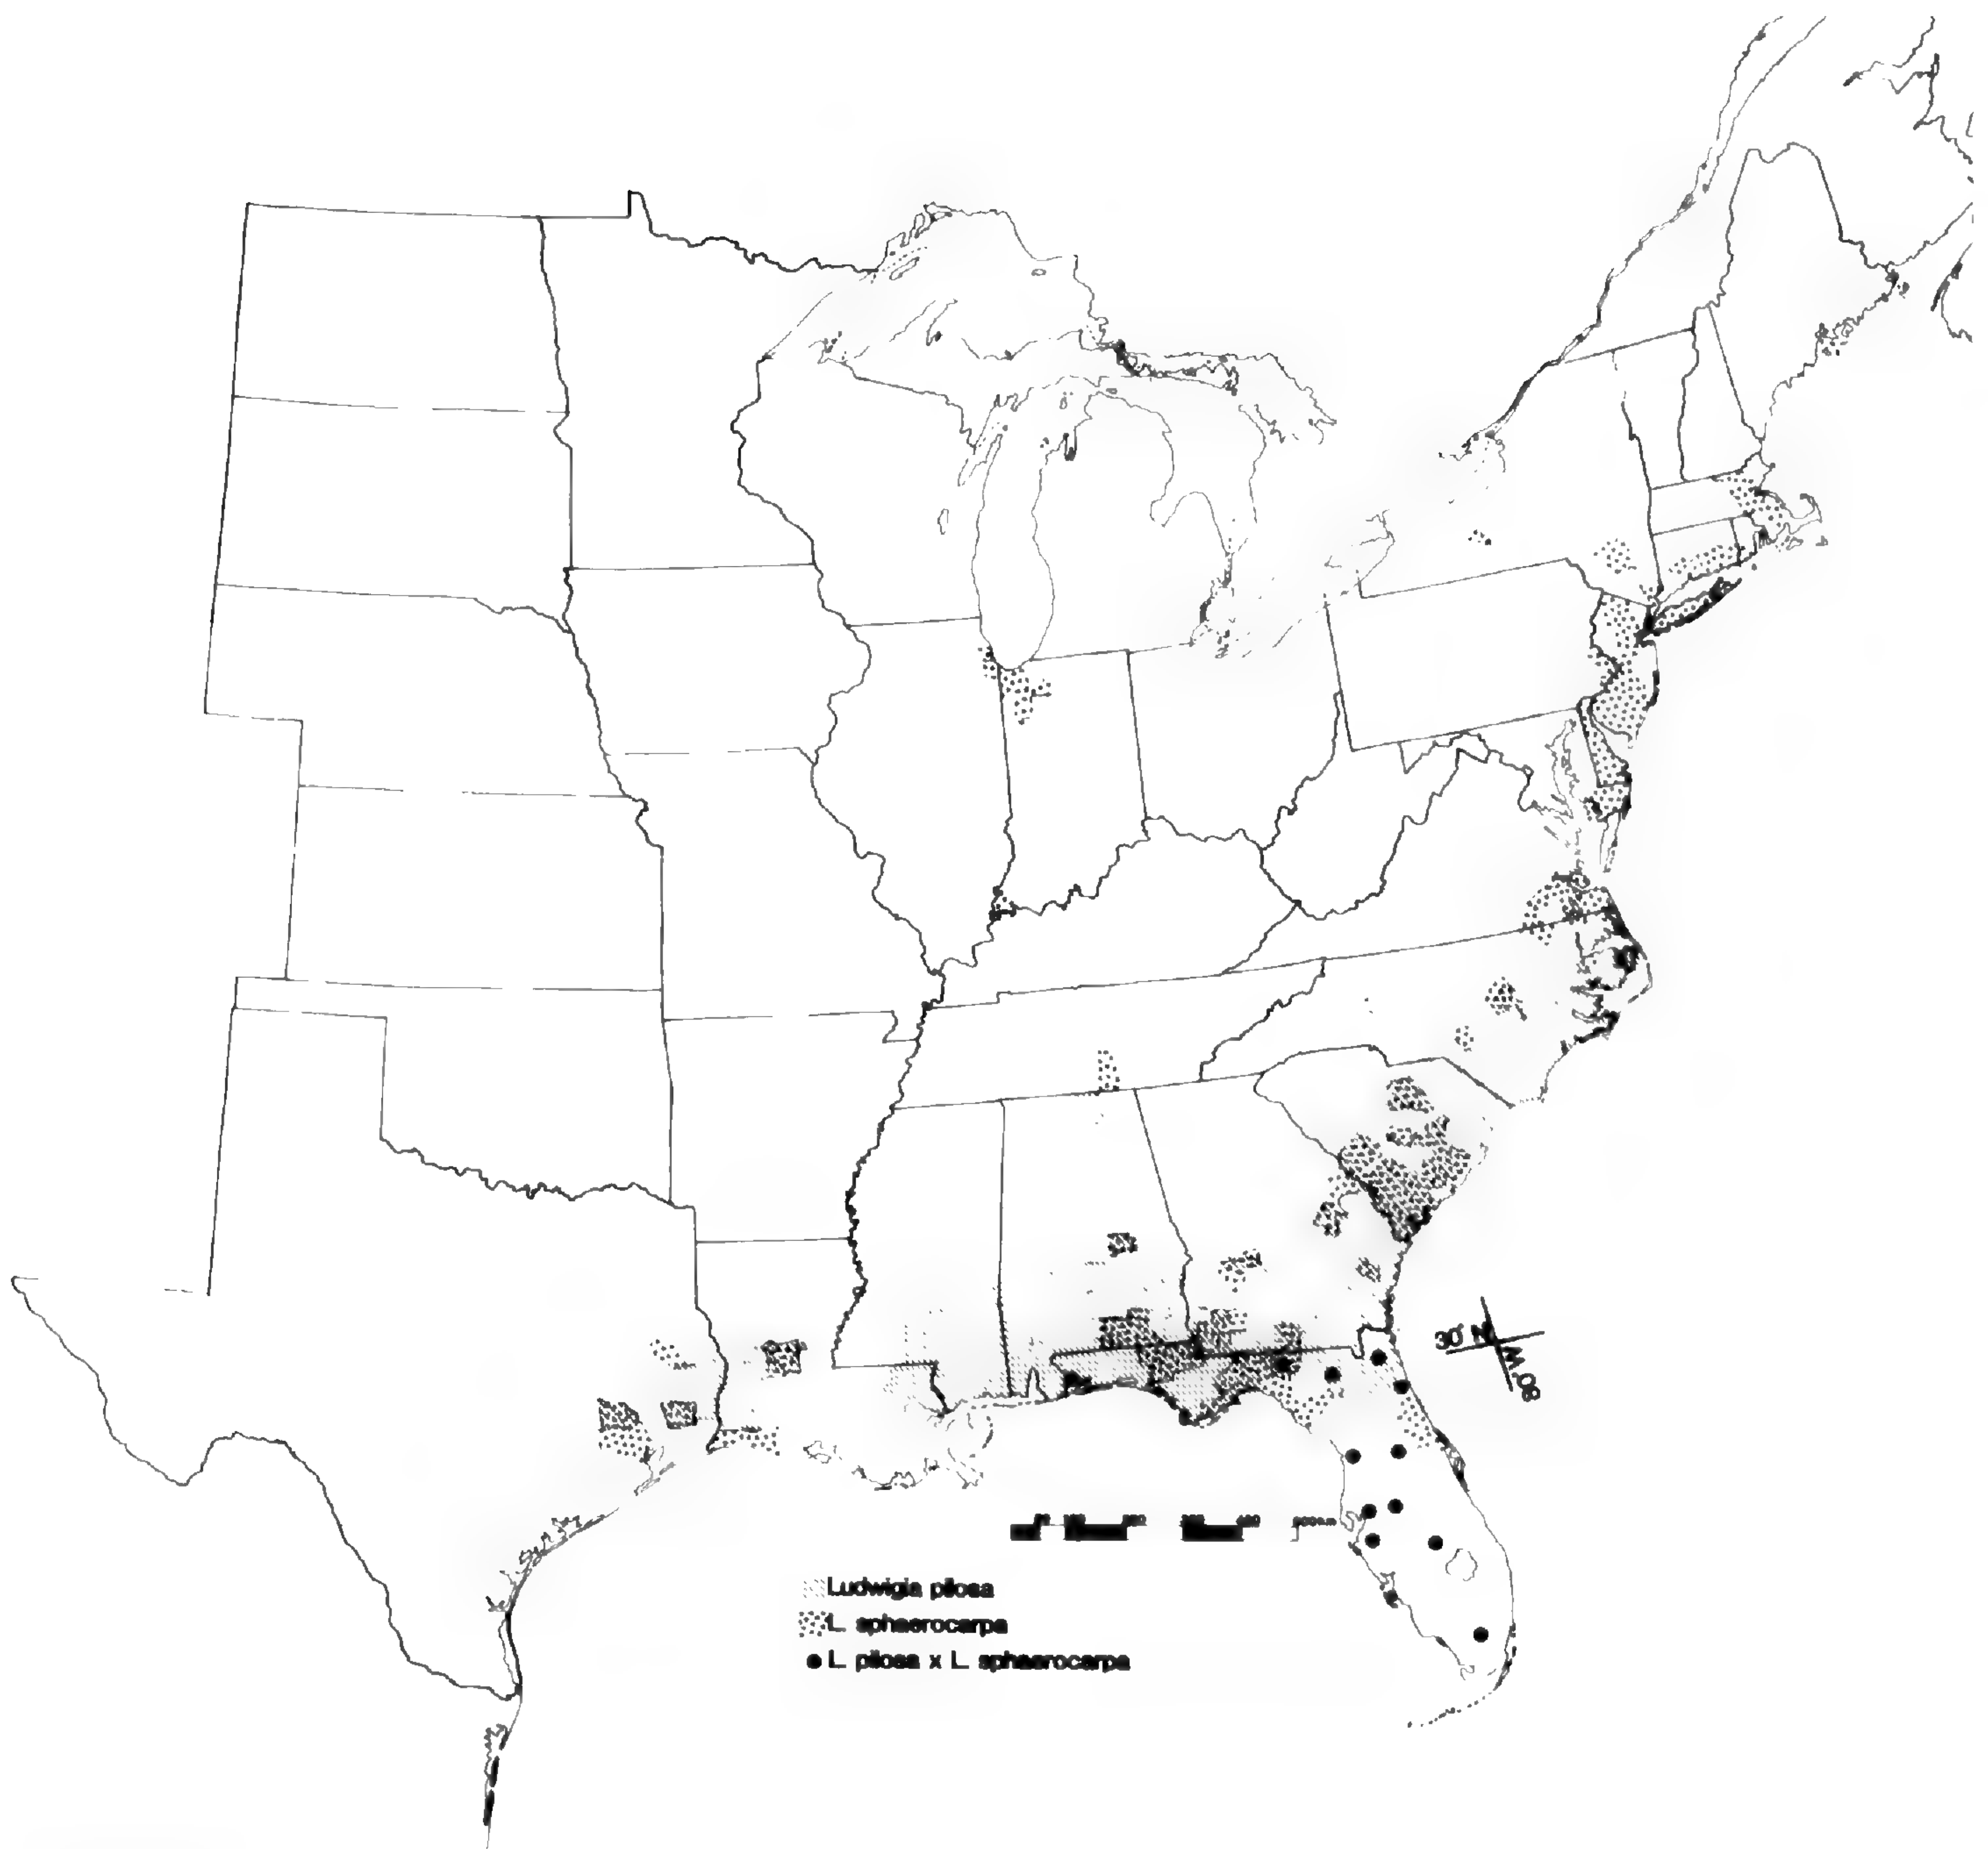 30° N
80° W
Ludwigia pilosa
L. sphaerocarpa
L. pilosa x L. sphaerocarpa